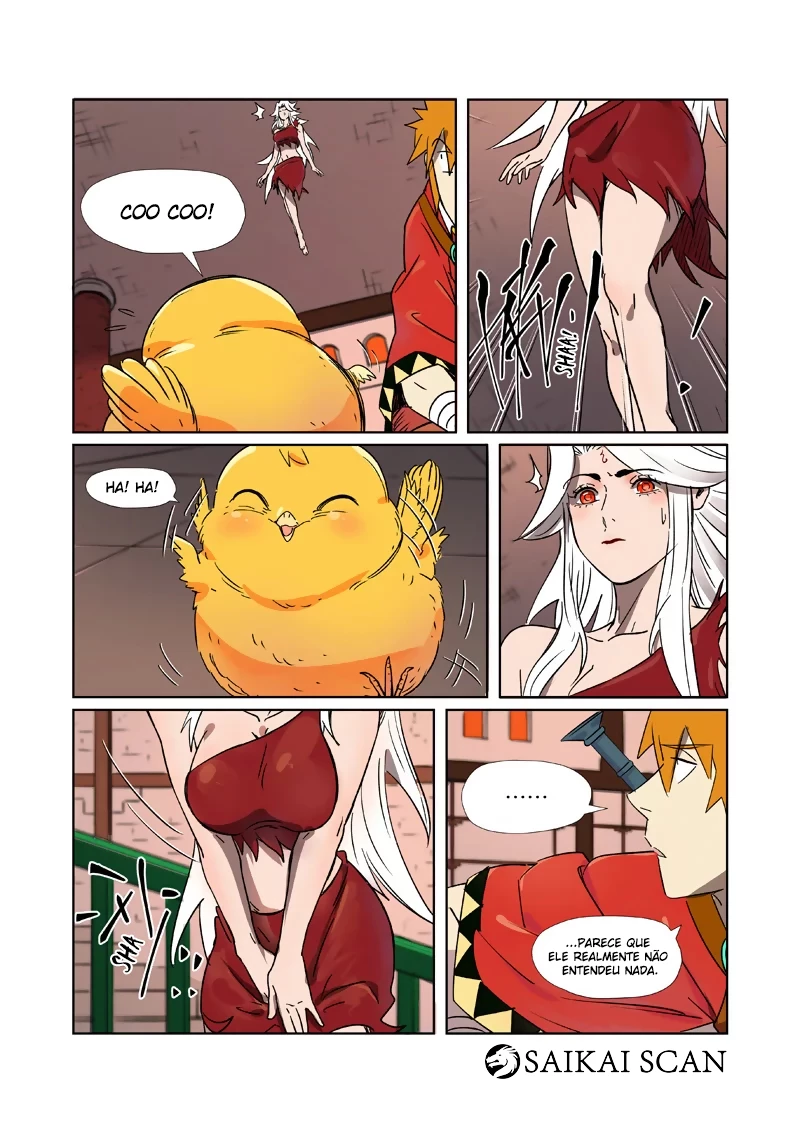 COO COO!
SHAA!
HA! HA!
SHA
......
...PARECE QUE
ELE REALMENTE NÃO
ENTENDEU NADA.
SAIKAI SCAN